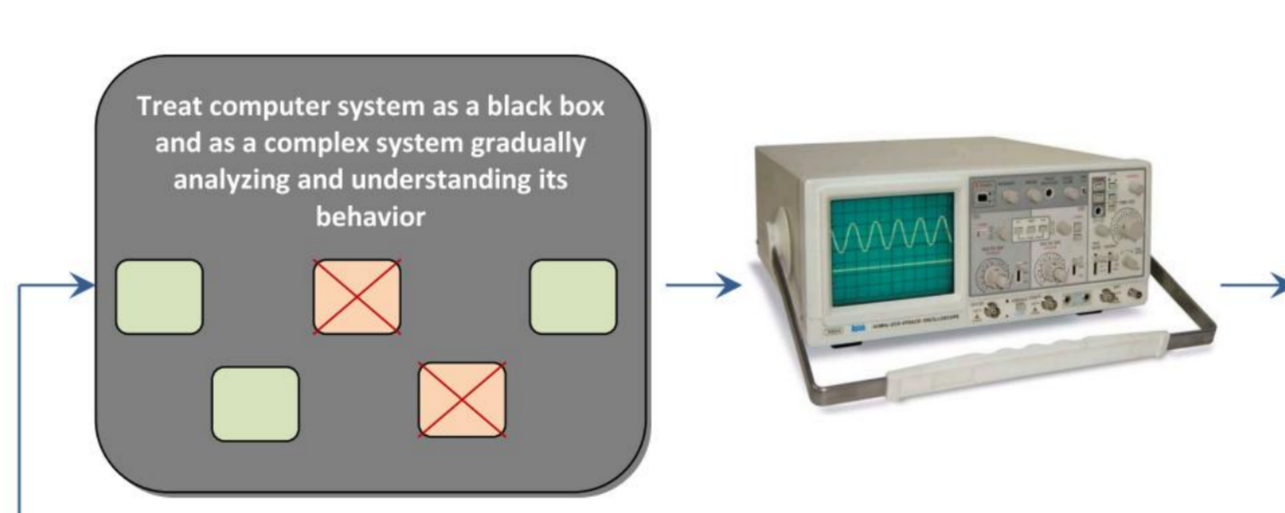 Treat computer system as a black box
and as a complex system gradually
analyzing and understanding its
behavior